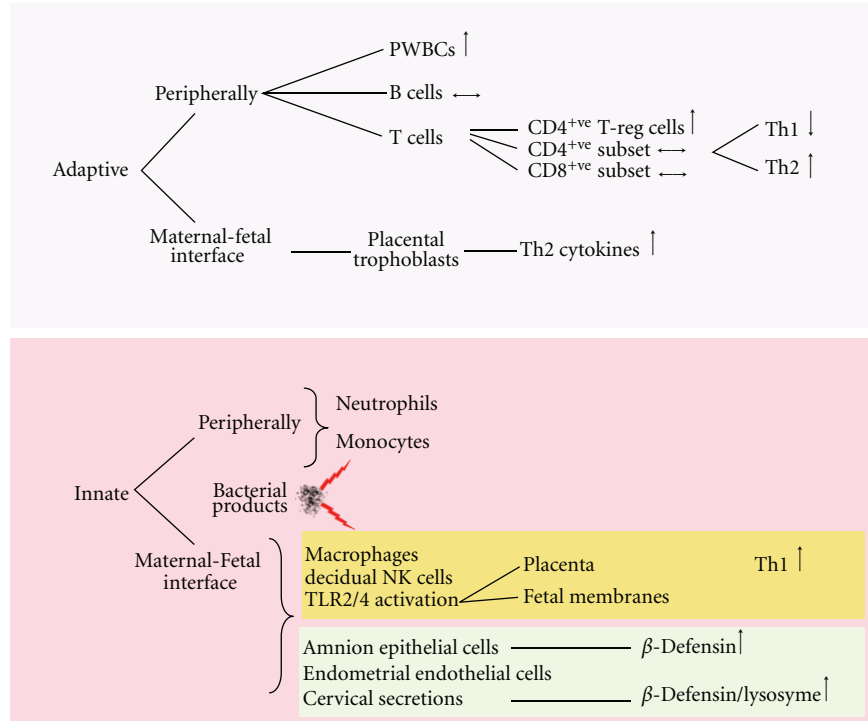 PWBCs ↑
Peripherally
B cells ↔
T cells
CD4+ve T-reg cells ↑
CD4+ve subset ↔
CD8+ve subset ↔
Th1 ↓
Th2 ↑
Adaptive
Maternal-fetal
interface
Placental
trophoblasts
Th2 cytokines ↑
Innate
Peripherally
Neutrophils
Monocytes
Bacterial
products
Maternal-Fetal
interface
Macrophages
decidual NK cells
TLR2/4 activation
Placenta
Fetal membranes
Th1 ↑
Amnion epithelial cells
β-Defensin↑
Endometrial endothelial cells
Cervical secretions
β-Defensin/lysosyme↑